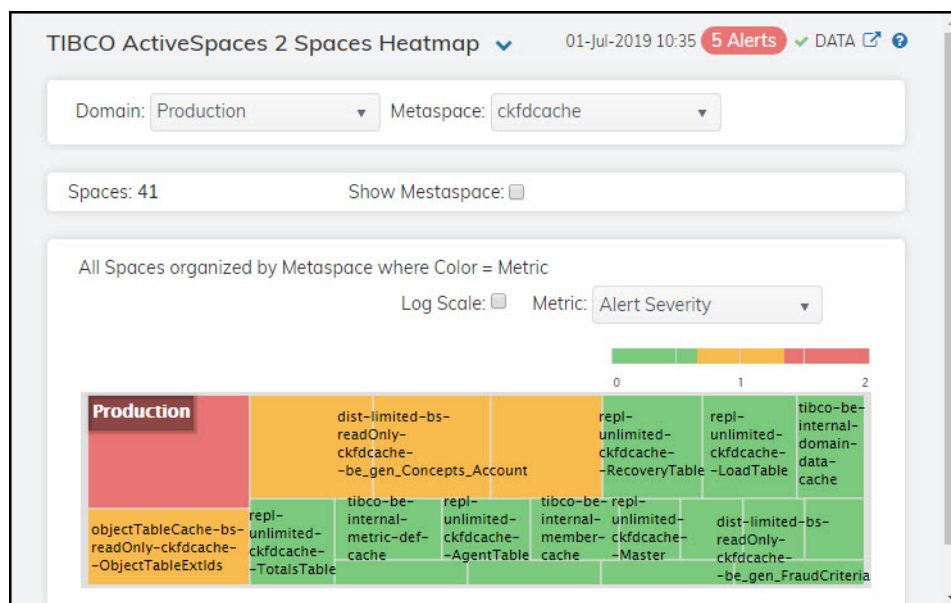 TIBCO ActiveSpaces 2 Spaces Heatmap
01-Jul-2019 10:35 5 Alerts DATA
Domain: Production Metaspace: ckfdcache
Spaces: 41 Show Mestaspace:
All Spaces organized by Metaspace where Color = Metric
Log Scale: Metric: Alert Severity
0 1 2
Production
dist-limited-bs-
readOnly-
ckfdcache-
-be_gen_Concepts_Account
repl-
unlimited-
ckfdcache-
-RecoveryTable
repl-
unlimited-
ckfdcache-
-LoadTable
tibco-be-
internal-
domain-
data-
cache
objectTableCache-bs-
readOnly-ckfdcache-
-ObjectTableExtIds
repl-
unlimited-
ckfdcache-
-TotalsTable
tibco-be-
internal-
metric-def-
cache
repl-
unlimited-
ckfdcache-
-AgentTable
tibco-be-
internal-
member-
cache
repl-
unlimited-
ckfdcache-
-Master
dist-limited-bs-
readOnly-
ckfdcache-
-be_gen_FraudCriteria